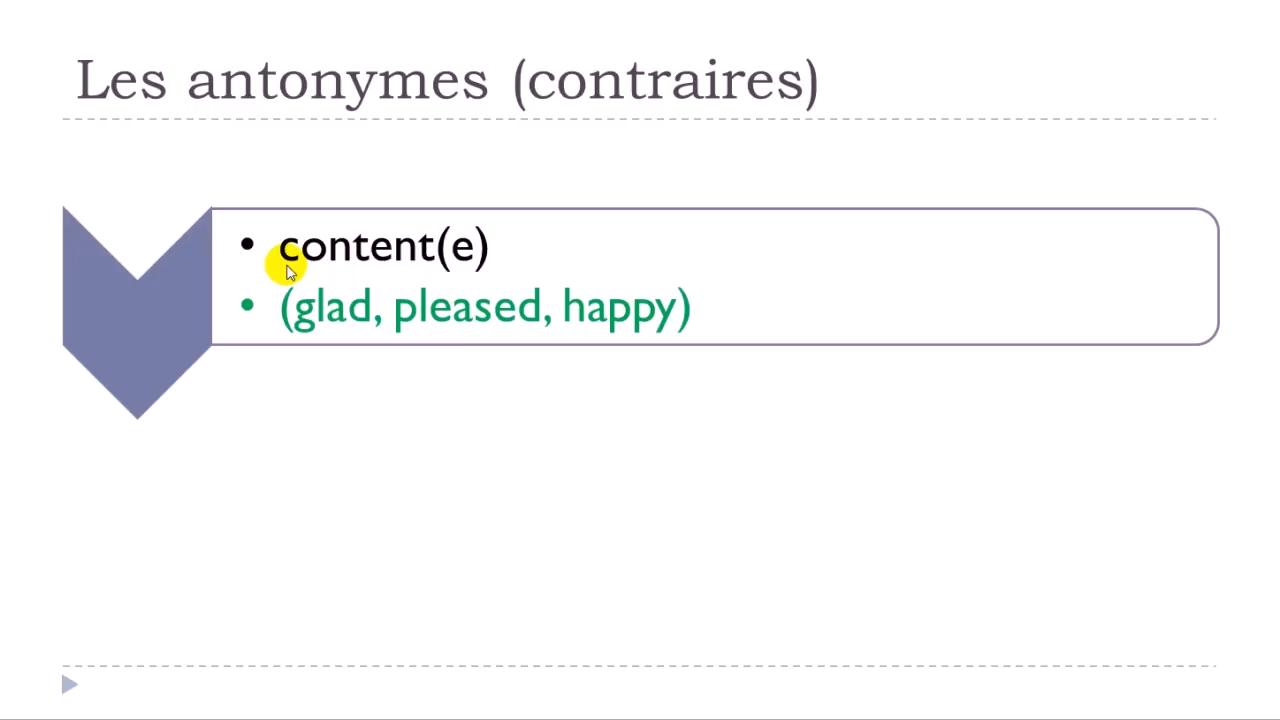 Les antonymes (contraires)
• content(e)
• (glad, pleased, happy)